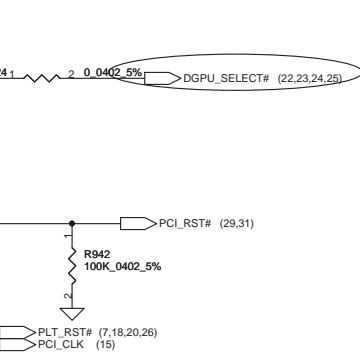 24 1 2 0_0402_5% DGPU_SELECT# (22,23,24,25)
PCI_RST# (29,31)
1
R942
100K_0402_5%
2
PLT_RST# (7,18,20,26)
PCI_CLK (15)